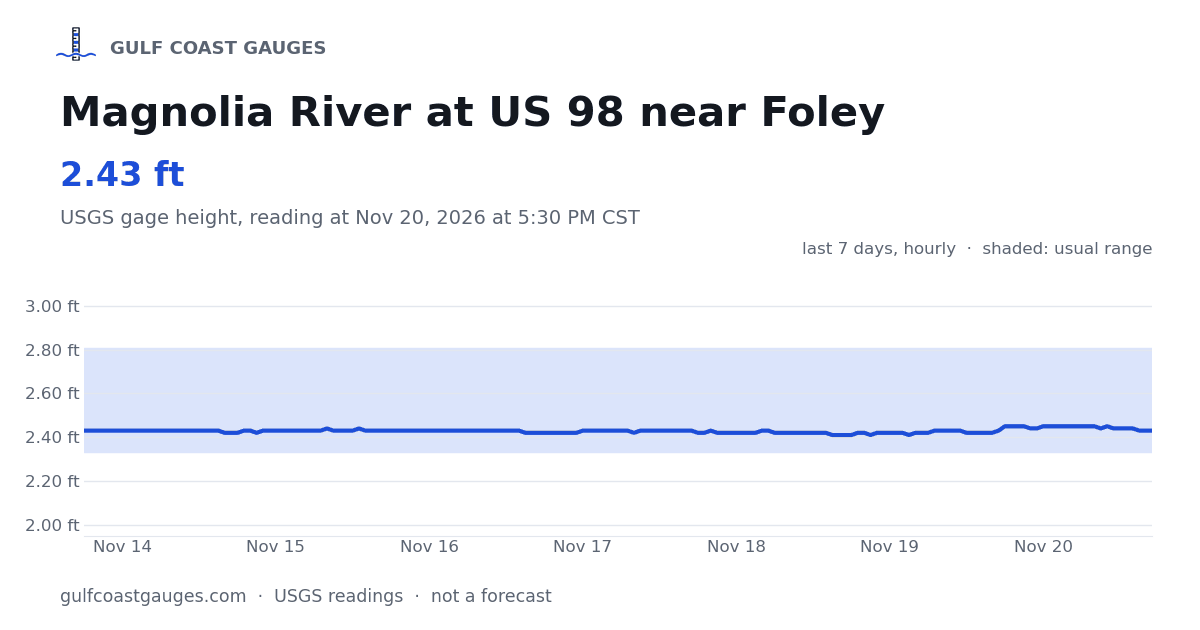 GULF COAST GAUGES
Magnolia River at US 98 near Foley
2.43 ft
USGS gage height, reading at Nov 20, 2026 at 5:30 PM CST
last 7 days, hourly · shaded: usual range
3.00 ft
2.80 ft
2.60 ft
2.40 ft
2.20 ft
2.00 ft
Nov 14 Nov 15 Nov 16 Nov 17 Nov 18 Nov 19 Nov 20
gulfcoastgauges.com · USGS readings · not a forecast